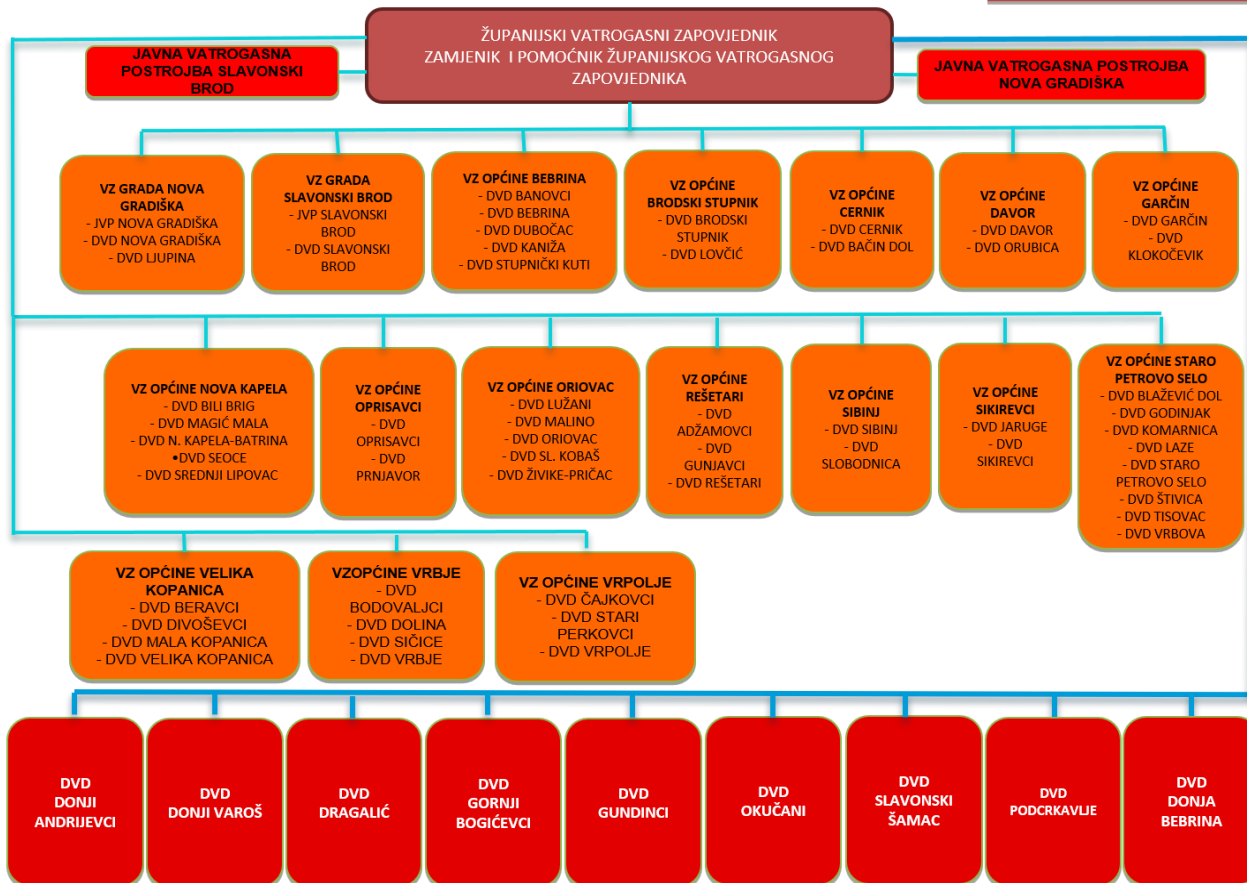 ŽUPANIJSKI VATROGASNI ZAPOVJEDNIK
ZAMJENIK I POMOĆNIK ŽUPANIJSKOG VATROGASNOG
ZAPOVJEDNIKA
JAVNA VATROGASNA
POSTROJBA SLAVONSKI
BROD
JAVNA VATROGASNA POSTROJBA
NOVA GRADIŠKA
VZ GRADA NOVA
GRADIŠKA
- JVP NOVA GRADIŠKA
- DVD NOVA GRADIŠKA
- DVD LJUPINA
VZ GRADA
SLAVONSKI BROD
- JVP SLAVONSKI
BROD
- DVD SLAVONSKI
BROD
VZ OPĆINE BEBRINA
- DVD BANOVCI
- DVD BEBRINA
- DVD DUBOČAC
- DVD KANIŽA
- DVD STUPNIČKI KUTI
VZ OPĆINE
BRODSKI STUPNIK
- DVD BRODSKI
STUPNIK
- DVD LOVČIĆ
VZ OPĆINE
CERNIK
- DVD CERNIK
- DVD BAČIN DOL
VZ OPĆINE
DAVOR
- DVD DAVOR
- DVD ORUBICA
VZ OPĆINE
GARČIN
- DVD GARČIN
- DVD
KLOKOČEVIK
VZ OPĆINE NOVA KAPELA
- DVD BILI BRIG
- DVD MAGIĆ MALA
- DVD N. KAPELA-BATRINA
•DVD SEOCE
- DVD SREDNJI LIPOVAC
VZ OPĆINE
OPRISAVCI
- DVD
OPRISAVCI
- DVD
PRNJAVOR
VZ OPĆINE ORIOVAC
- DVD LUŽANI
- DVD MALINO
- DVD ORIOVAC
- DVD SL. KOBAŠ
- DVD ŽIVIKE-PRIČAC
VZ OPĆINE
REŠETARI
- DVD
ADŽAMOVCI
- DVD
GUNJAVCI
- DVD REŠETARI
VZ OPĆINE
SIBINJ
- DVD SIBINJ
- DVD
SLOBODNICA
VZ OPĆINE
SIKIREVCI
- DVD JARUGE
- DVD
SIKIREVCI
VZ OPĆINE STARO
PETROVO SELO
- DVD BLAŽEVIĆ DOL
- DVD GODINJAK
- DVD KOMARNICA
- DVD LAZE
- DVD STARO
PETROVO SELO
- DVD ŠTIVICA
- DVD TISOVAC
- DVD VRBOVA
VZ OPĆINE VELIKA
KOPANICA
- DVD BERAVCI
- DVD DIVOŠEVCI
- DVD MALA KOPANICA
- DVD VELIKA KOPANICA
VZOPĆINE VRBJE
- DVD
BODOVALJCI
- DVD DOLINA
- DVD SIČICE
- DVD VRBJE
VZ OPĆINE VRPOLJE
- DVD ČAJKOVCI
- DVD STARI
PERKOVCI
- DVD VRPOLJE
DVD
DONJI
ANDRIJEVCI
DVD
DONJI VAROŠ
DVD
DRAGALIĆ
DVD
GORNJI
BOGIĆEVCI
DVD
GUNDINCI
DVD
OKUČANI
DVD
SLAVONSKI
ŠAMAC
DVD
PODCRKAVLJE
DVD
DONJA
BEBRINA